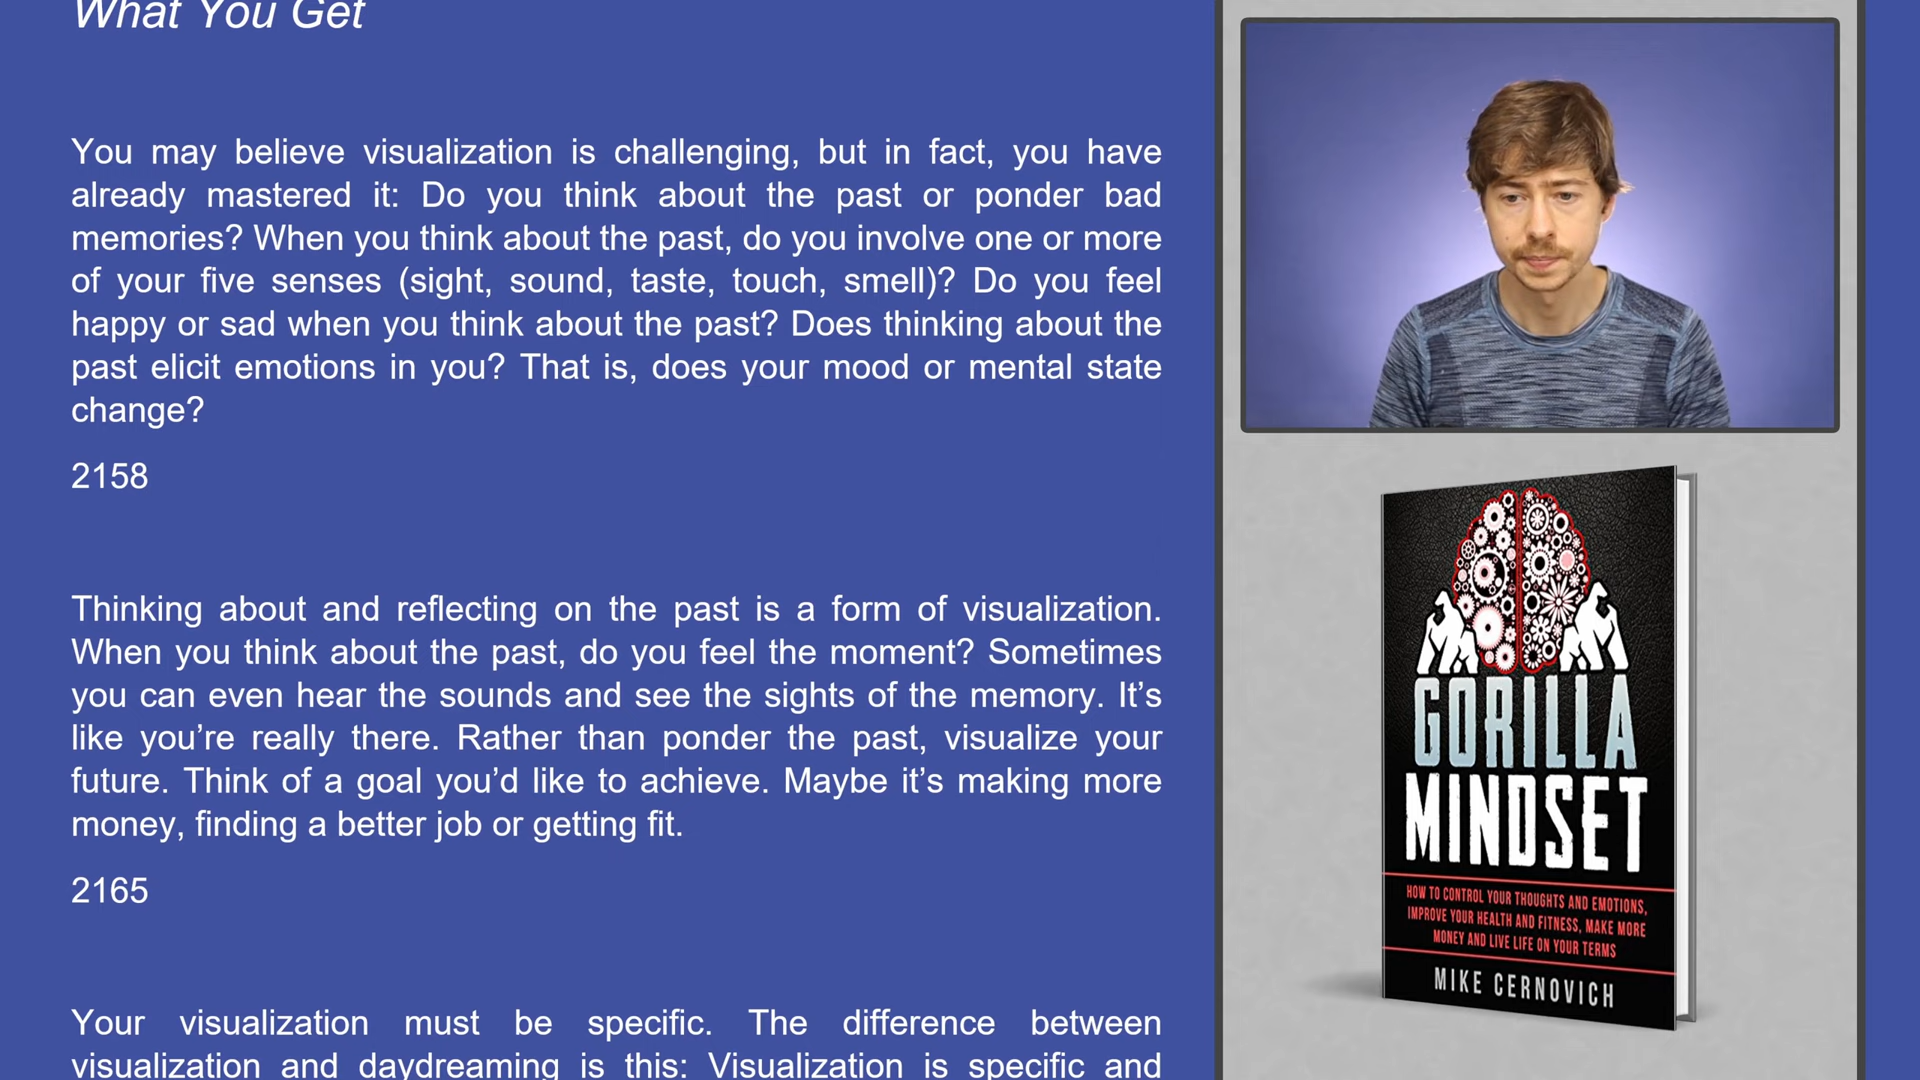 What You Get
You may believe visualization is challenging, but in fact, you have
already mastered it: Do you think about the past or ponder bad
memories? When you think about the past, do you involve one or more
of your five senses (sight, sound, taste, touch, smell)? Do you feel
happy or sad when you think about the past? Does thinking about the
past elicit emotions in you? That is, does your mood or mental state
change?
2158
Thinking about and reflecting on the past is a form of visualization.
When you think about the past, do you feel the moment? Sometimes
you can even hear the sounds and see the sights of the memory. It’s
like you’re really there. Rather than ponder the past, visualize your
future. Think of a goal you’d like to achieve. Maybe it’s making more
money, finding a better job or getting fit.
2165
Your visualization must be specific. The difference between
visualization and daydreaming is this: Visualization is specific and
GORILLA
MINDSET
HOW TO CONTROL YOUR THOUGHTS AND EMOTIONS,
IMPROVE YOUR HEALTH AND FITNESS, MAKE MORE
MONEY AND LIVE LIFE ON YOUR TERMS
MIKE CERNOVICH